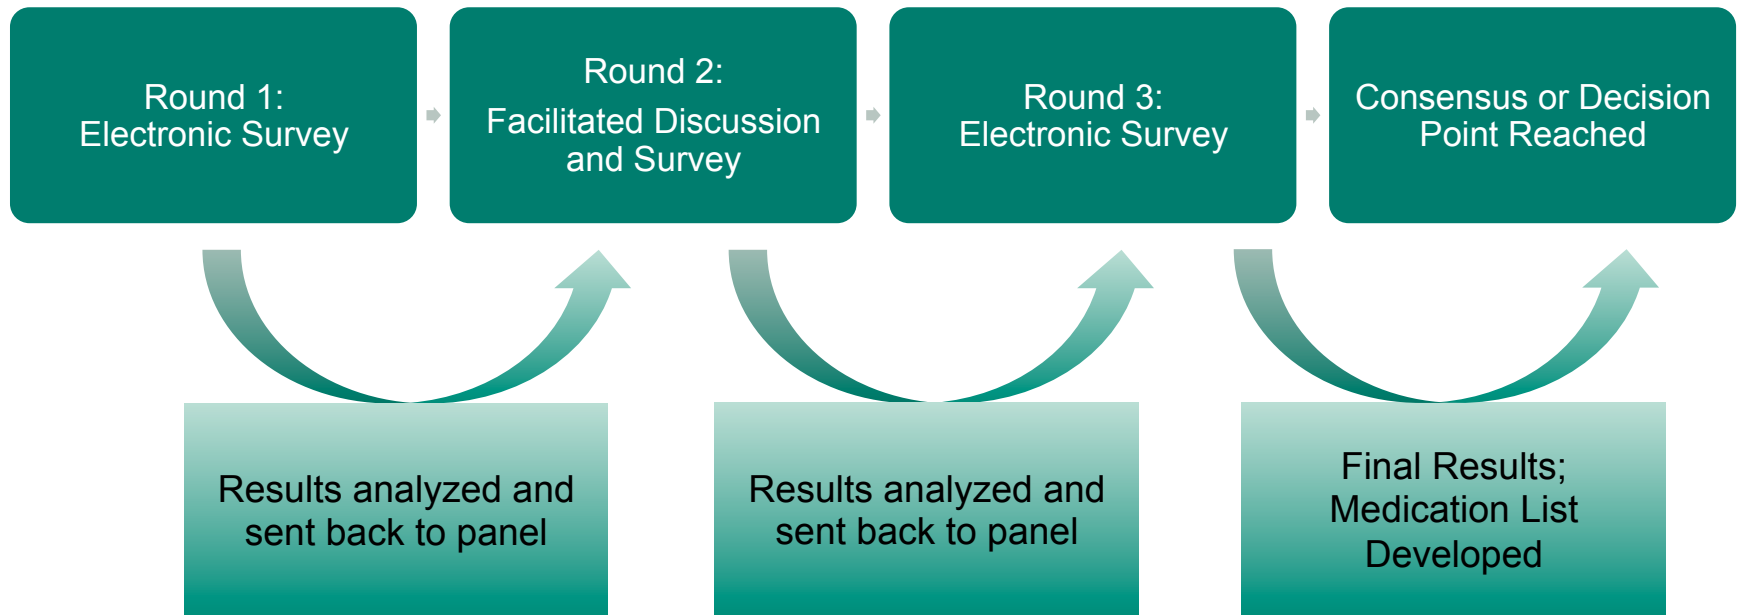 Round 1:
Electronic Survey
Round 2:
Facilitated Discussion
and Survey
Round 3:
Electronic Survey
Consensus or Decision
Point Reached
Results analyzed and
sent back to panel
Results analyzed and
sent back to panel
Final Results;
Medication List
Developed